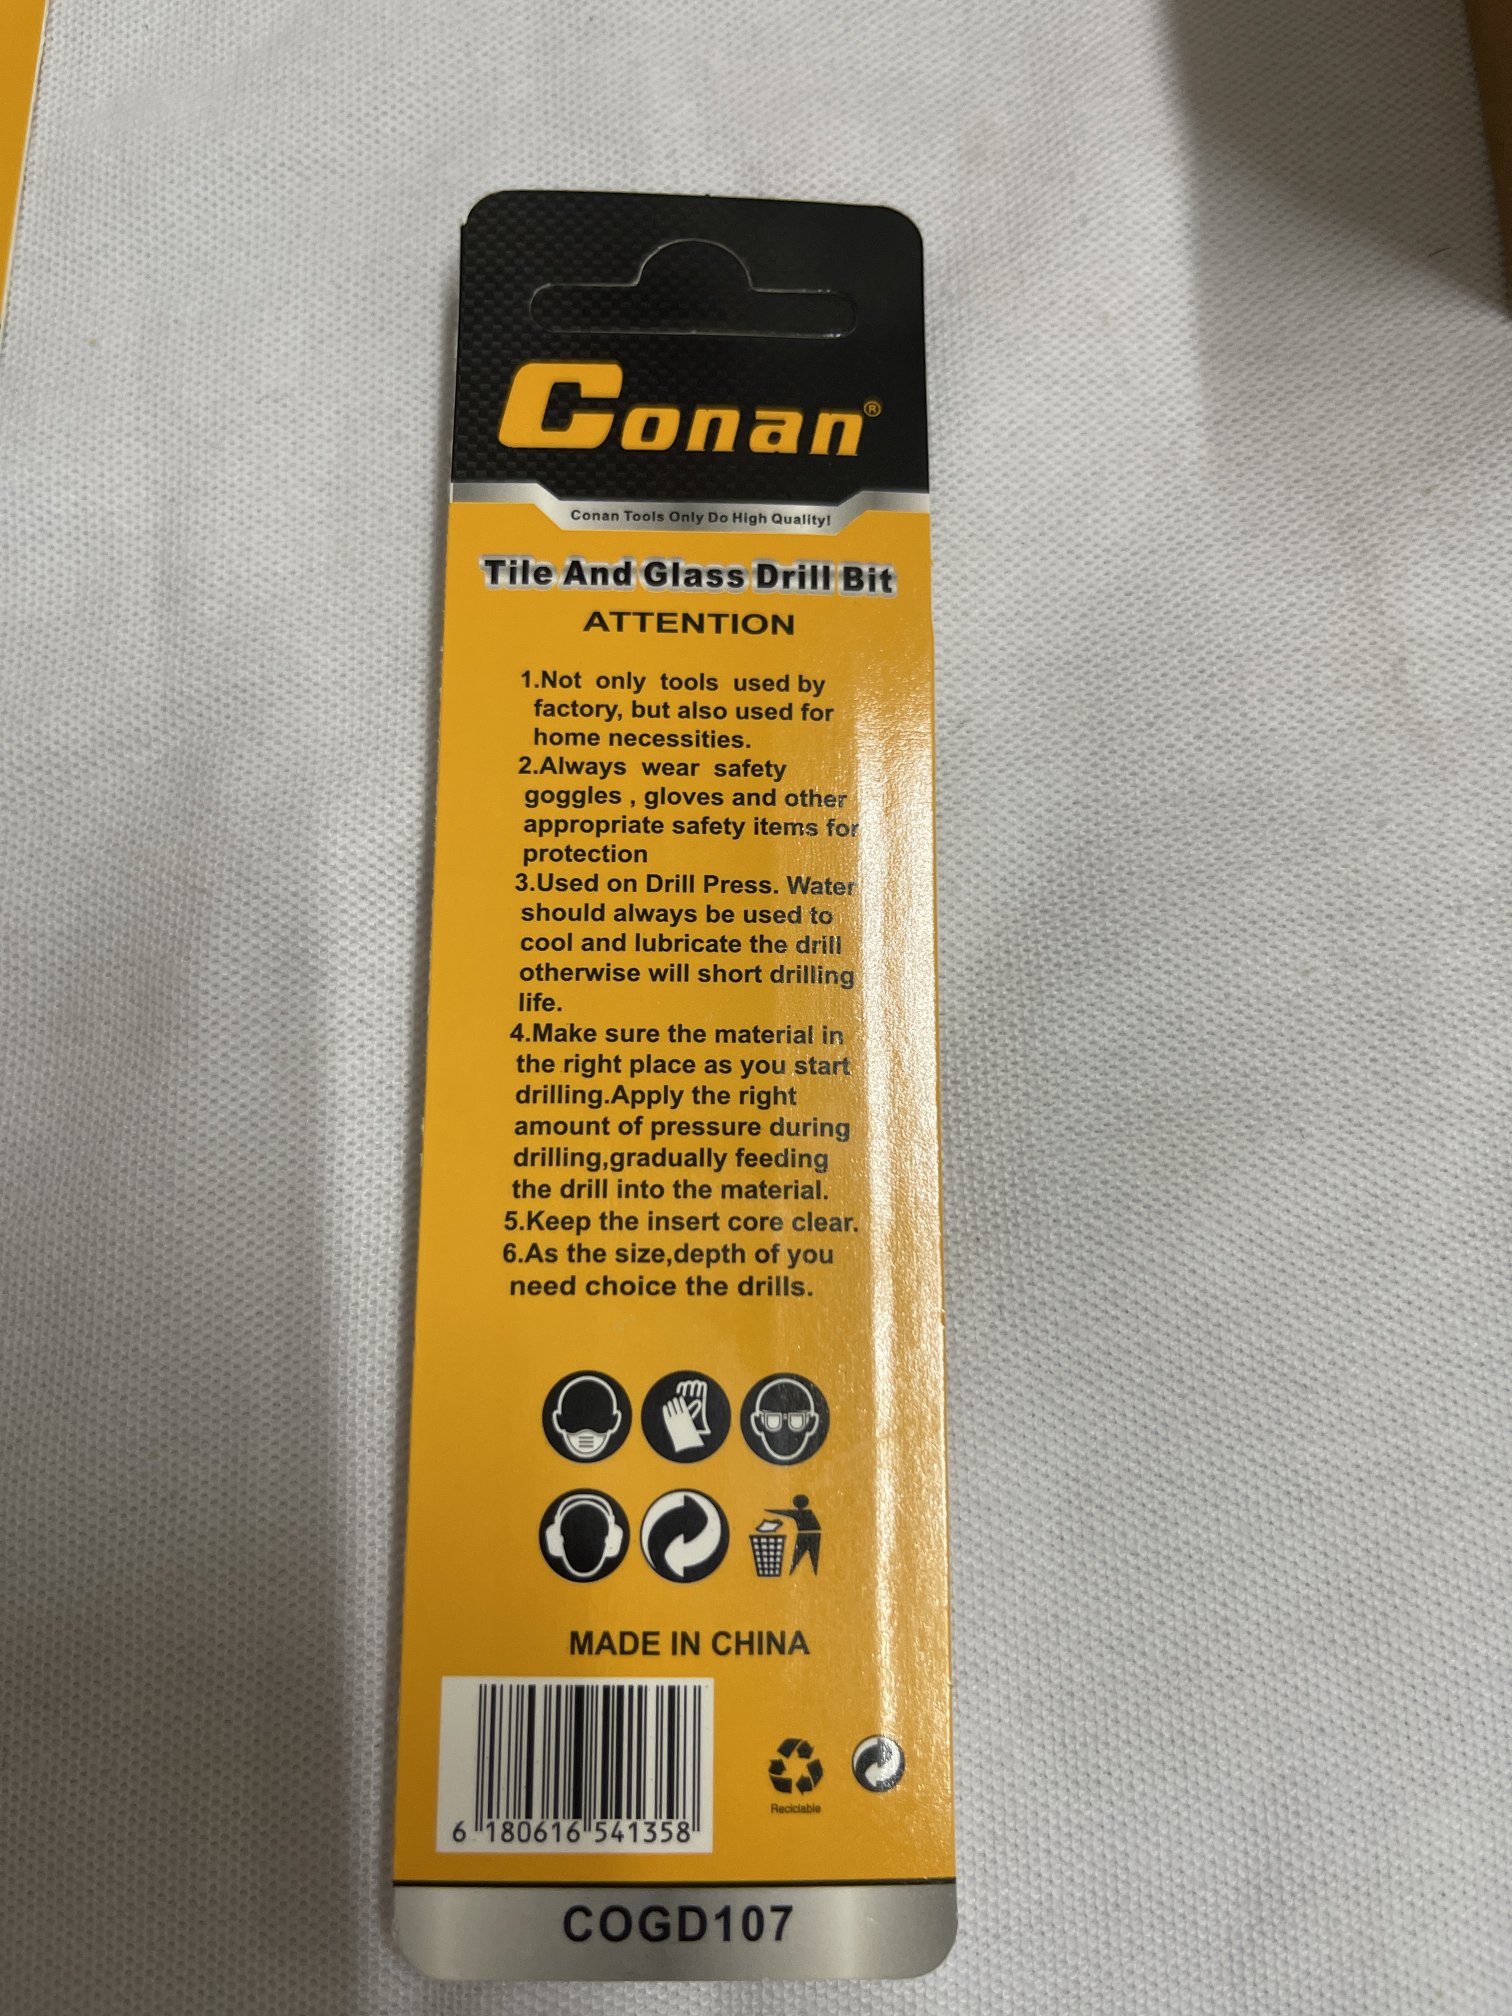 Conan®
Conan Tools Only Do High Quality!
Tile And Glass Drill Bit
ATTENTION
1.Not only tools used by
factory, but also used for
home necessities.
2.Always wear safety
goggles , gloves and other
appropriate safety items for
protection
3.Used on Drill Press. Water
should always be used to
cool and lubricate the drill
otherwise will short drilling
life.
4.Make sure the material in
the right place as you start
drilling.Apply the right
amount of pressure during
drilling,gradually feeding
the drill into the material.
5.Keep the insert core clear.
6.As the size,depth of you
need choice the drills.
MADE IN CHINA
6 180616 541358
Reciclable
COGD107